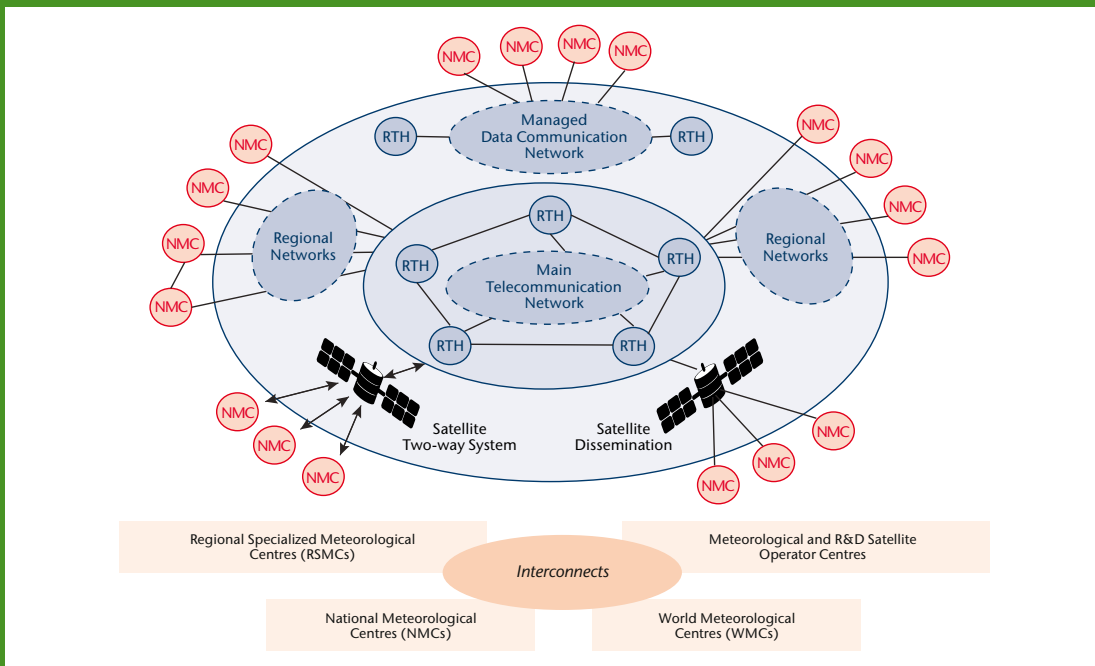 NMC
NMC
NMC
NMC
NMC
RTH
Managed
Data Communication
Network
RTH
NMC
NMC
NMC
NMC
NMC
RTH
NMC
Regional
Networks
RTH
RTH
Regional
Networks
NMC
Main
Telecommunication
Network
NMC
RTH
RTH
NMC
NMC
NMC
Satellite
Two-way System
Satellite
Dissemination
NMC
NMC
NMC
NMC
Regional Specialized Meteorological
Centres (RSMCs)
Meteorological and R&D Satellite
Operator Centres
Interconnects
National Meteorological
Centres (NMCs)
World Meteorological
Centres (WMCs)